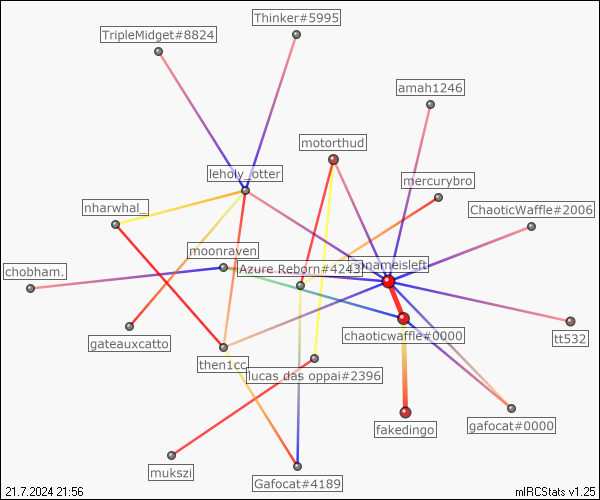 Thinker#5995
TripleMidget#8824
amah1246
motorthud
leholy_otter
mercurybro
nharwhal_
ChaoticWaffle#2006
moonraven
chobham.
Azure Reborn#4243
nameisleft
chaoticwaffle#0000
gateauxcatto
tt532
then1cc
lucas das oppai#2396
fakedingo
gafocat#0000
mukszi
Gafocat#4189
21.7.2024 21:56
mIRCStats v1.25